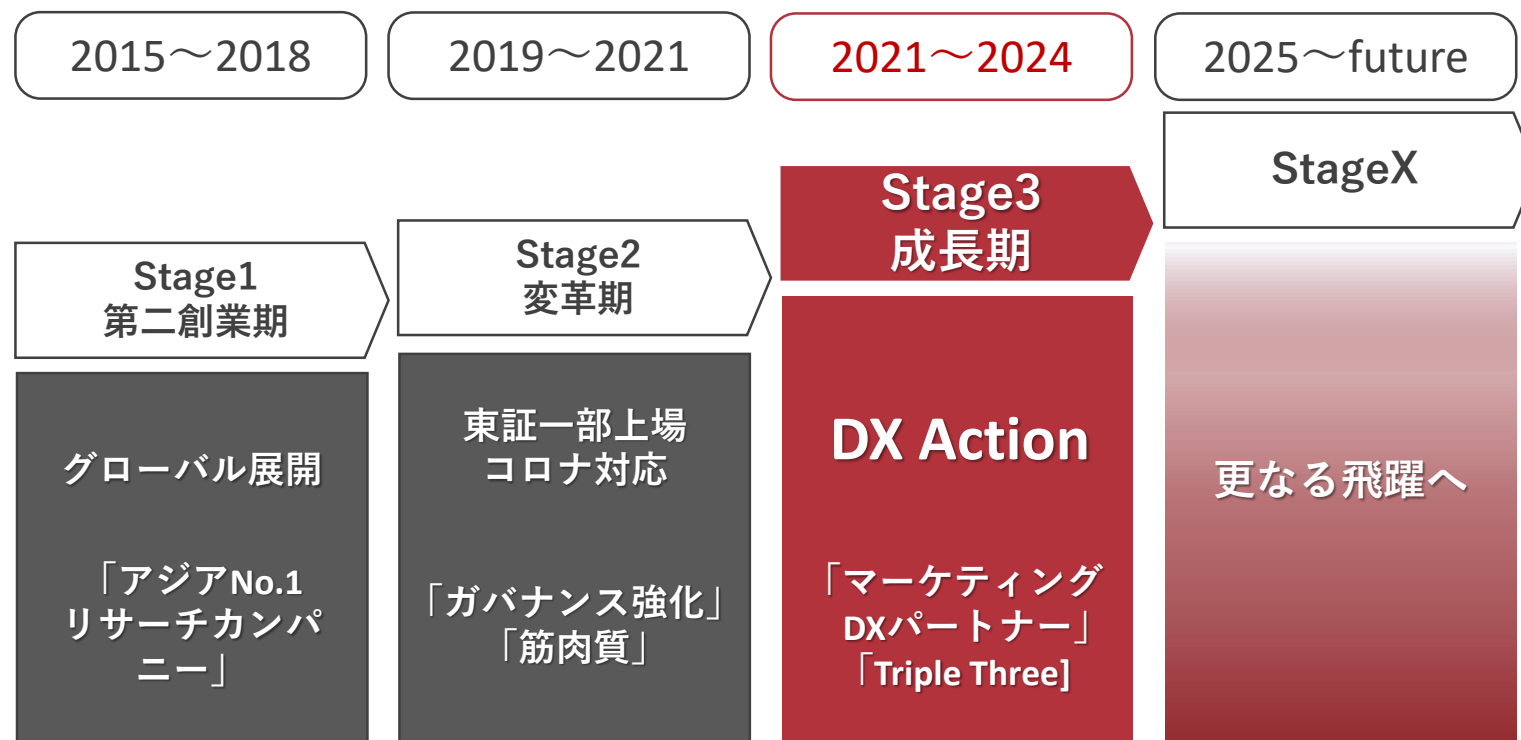 2015～2018
2019～2021
2021～2024
2025～future
Stage1
第二創業期
Stage2
変革期
Stage3
成長期
StageX
グローバル展開
「アジアNo.1
リサーチカンパ
ニー」
東証一部上場
コロナ対応
「ガバナンス強化」
「筋肉質」
DX Action
「マーケティング
DXパートナー」
「Triple Three]
更なる飛躍へ